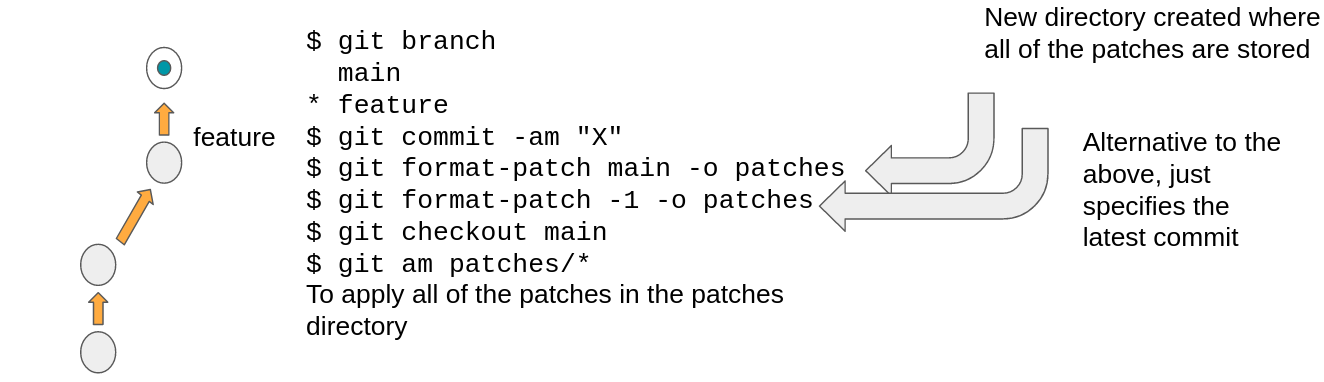 feature
$ git branch
main
* feature
$ git commit -am "X"
$ git format-patch main -o patches
$ git format-patch -1 -o patches
$ git checkout main
$ git am patches/*
To apply all of the patches in the patches
directory
New directory created where
all of the patches are stored
Alternative to the
above, just
specifies the
latest commit